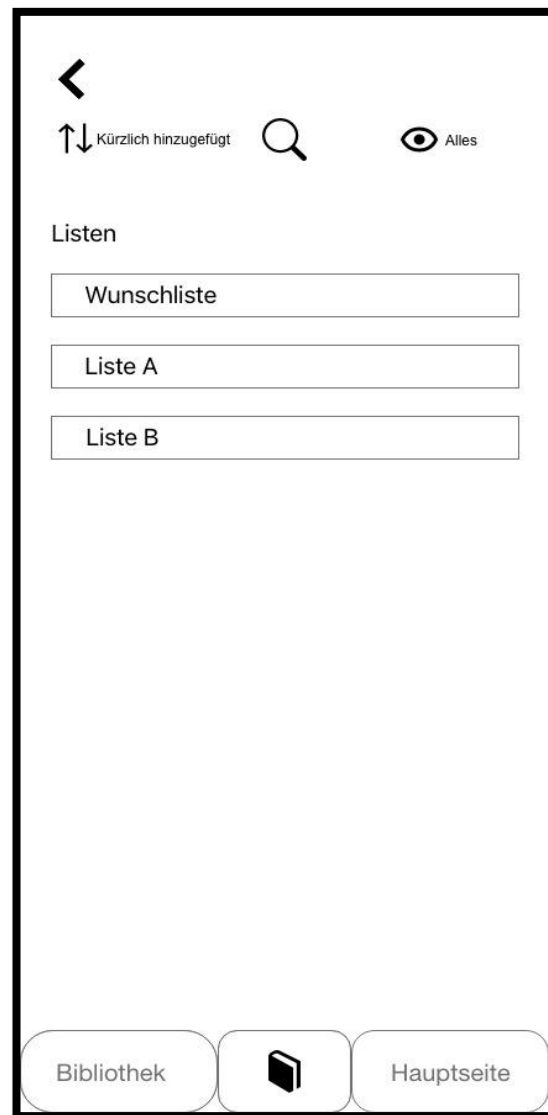 Kürzlich hinzugefügt Alles
Listen
Wunschliste
Liste A
Liste B
Bibliothek Hauptseite